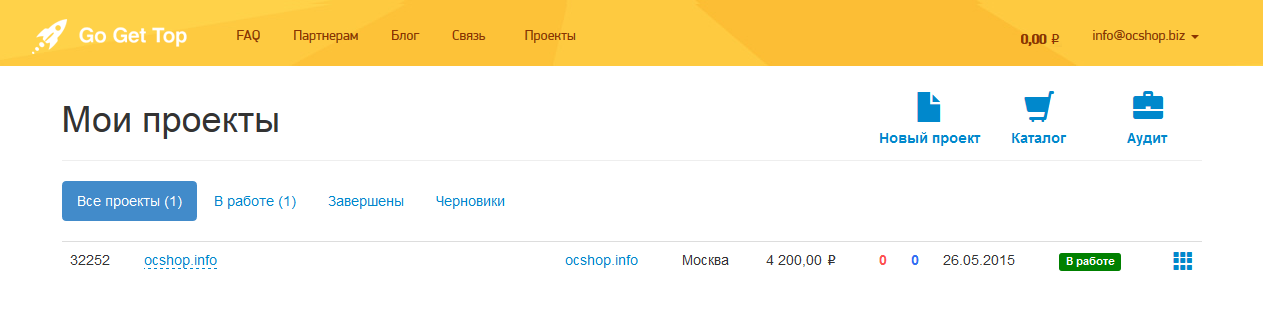 Go Get Top FAQ Партнерам Блог Связь Проекты 0,00 ₽ info@ocshop.biz
Мои проекты
Новый проект Каталог Аудит
Все проекты (1) В работе (1) Завершены Черновики
32252 ocshop.info ocshop.info Москва 4 200,00 ₽ 0 0 26.05.2015 В работе